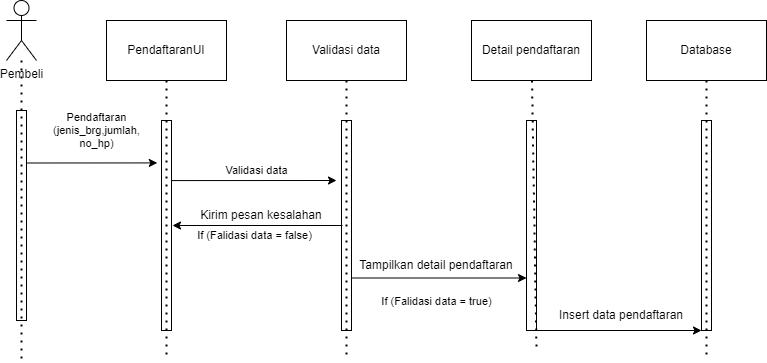 Pembeli
PendaftaranUI
Validasi data
Detail pendaftaran
Database
Pendaftaran
(jenis_brg,jumlah,
no_hp)
Validasi data
Kirim pesan kesalahan
If (Falidasi data = false)
Tampilkan detail pendaftaran
If (Falidasi data = true)
Insert data pendaftaran